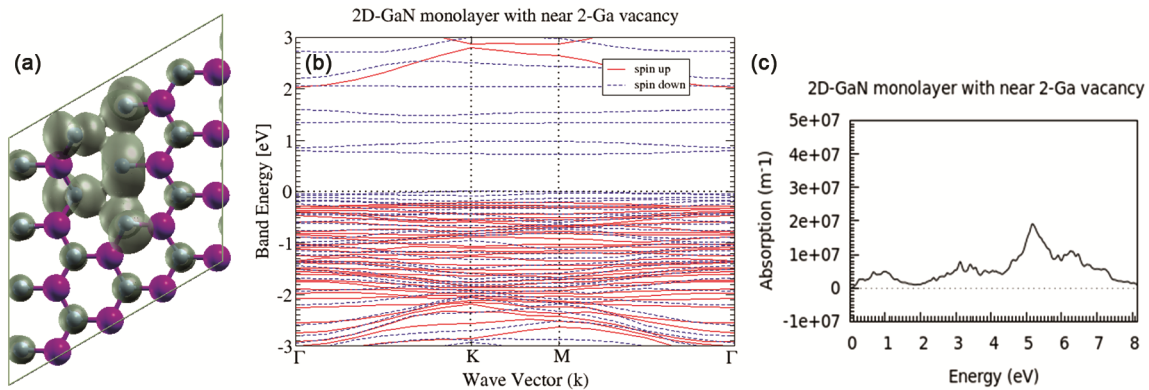 (a)
2D-GaN monolayer with near 2-Ga vacancy
(b)
spin up
spin down
3
2
1
0
-1
-2
-3
Band Energy [eV]
Γ K M Γ
Wave Vector (k)
(c)
2D-GaN monolayer with near 2-Ga vacancy
5e+07
4e+07
3e+07
2e+07
1e+07
0
-1e+07
Absorption (m-1)
0 1 2 3 4 5 6 7 8
Energy (eV)